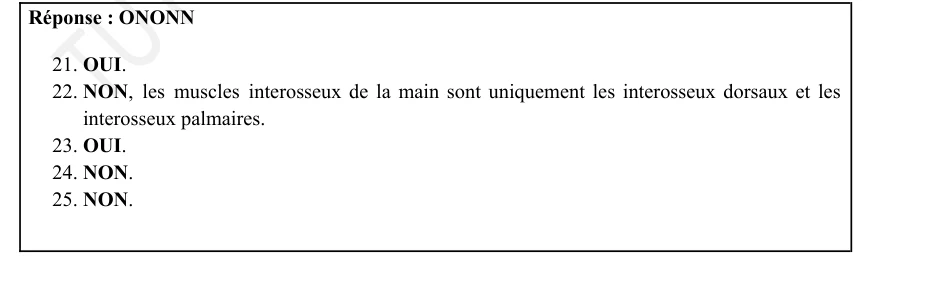 Réponse : ONONN
21. OUI.
22. NON, les muscles interosseux de la main sont uniquement les interosseux dorsaux et les
interosseux palmaires.
23. OUI.
24. NON.
25. NON.
TU